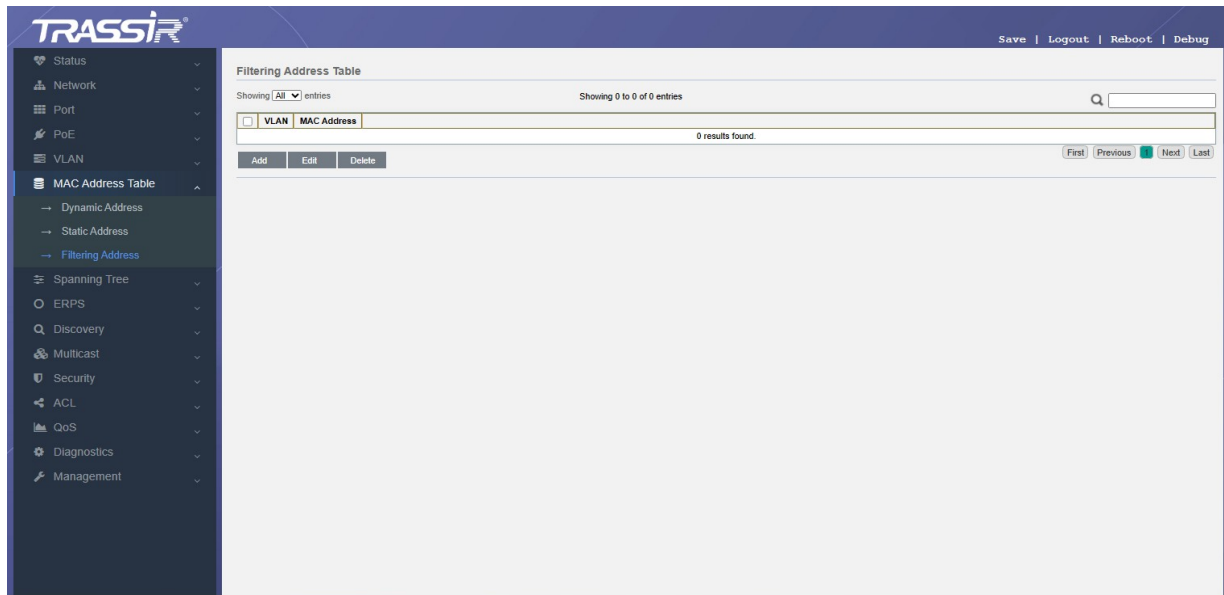 TRASSIR®
Save | Logout | Reboot | Debug
Status
Network
Port
PoE
VLAN
MAC Address Table
→ Dynamic Address
→ Static Address
→ Filtering Address
Spanning Tree
ERPS
Discovery
Multicast
Security
ACL
QoS
Diagnostics
Management
Filtering Address Table
Showing All entries
Showing 0 to 0 of 0 entries
VLAN MAC Address
0 results found.
Add Edit Delete
First Previous 1 Next Last